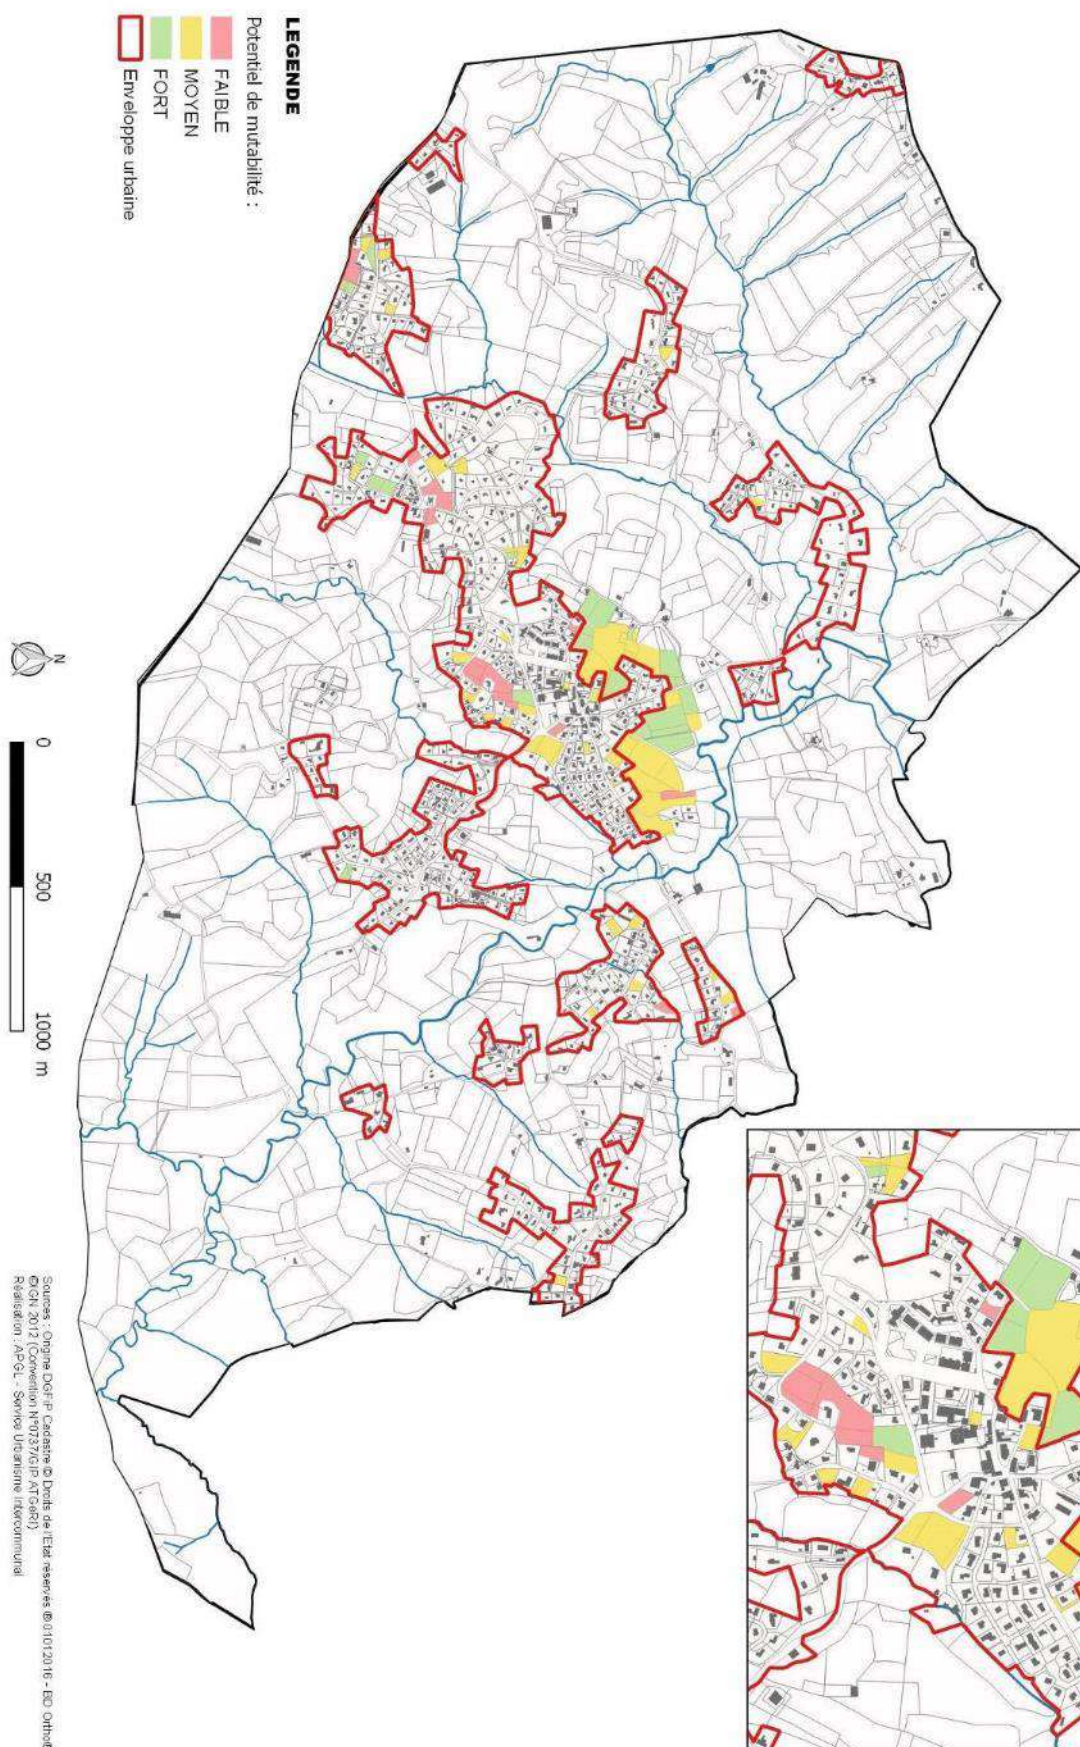 LEGENDE
Potentiel de mutabilité :
FAIBLE
MOYEN
FORT
Enveloppe urbaine
N
0 500 1000 m
Sources : Origine DGFiP Cadastre © Droits de l'Etat réservés ®01012016 - BD Ortho®
©IGN 2012 (Convention N°0737/GIP ATGeRi)
Réalisation : APGL - Service Urbanisme Intercommunal